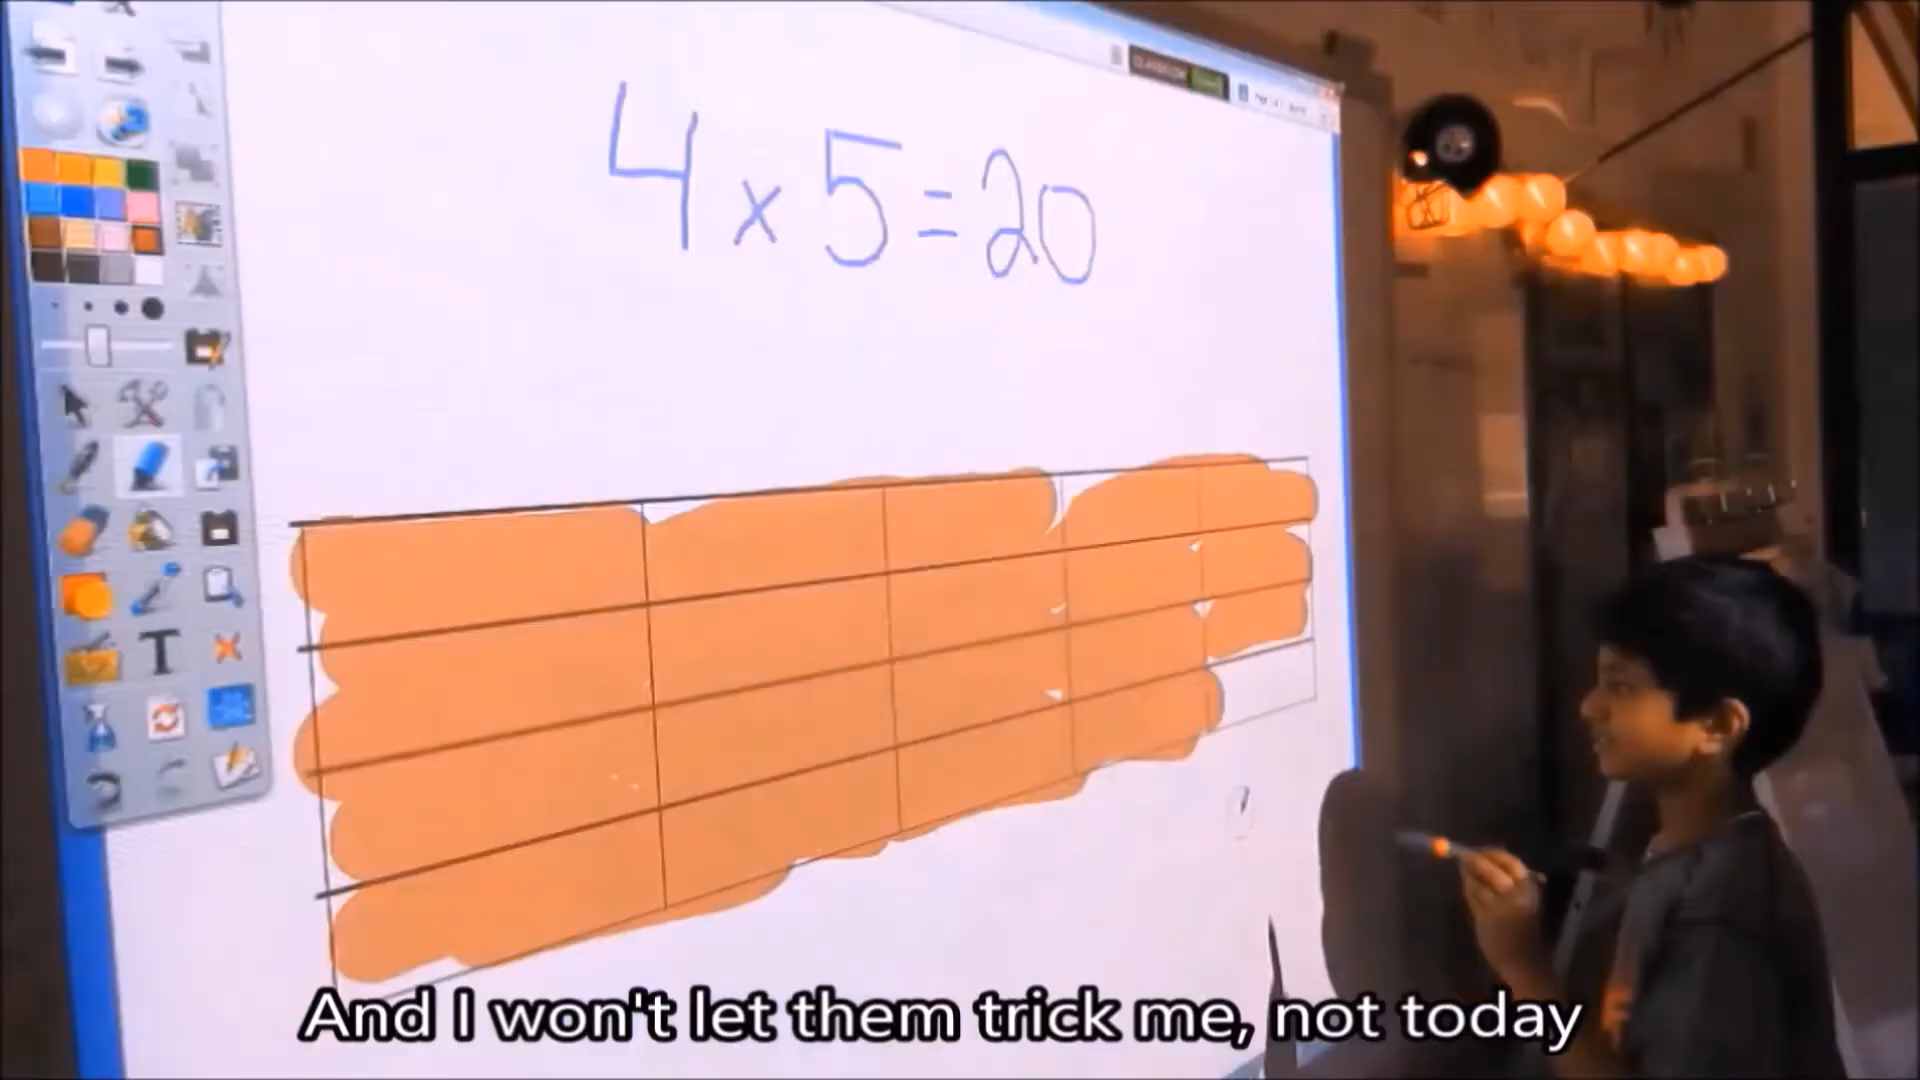 4 x 5 = 20
T
And I won't let them trick me, not today